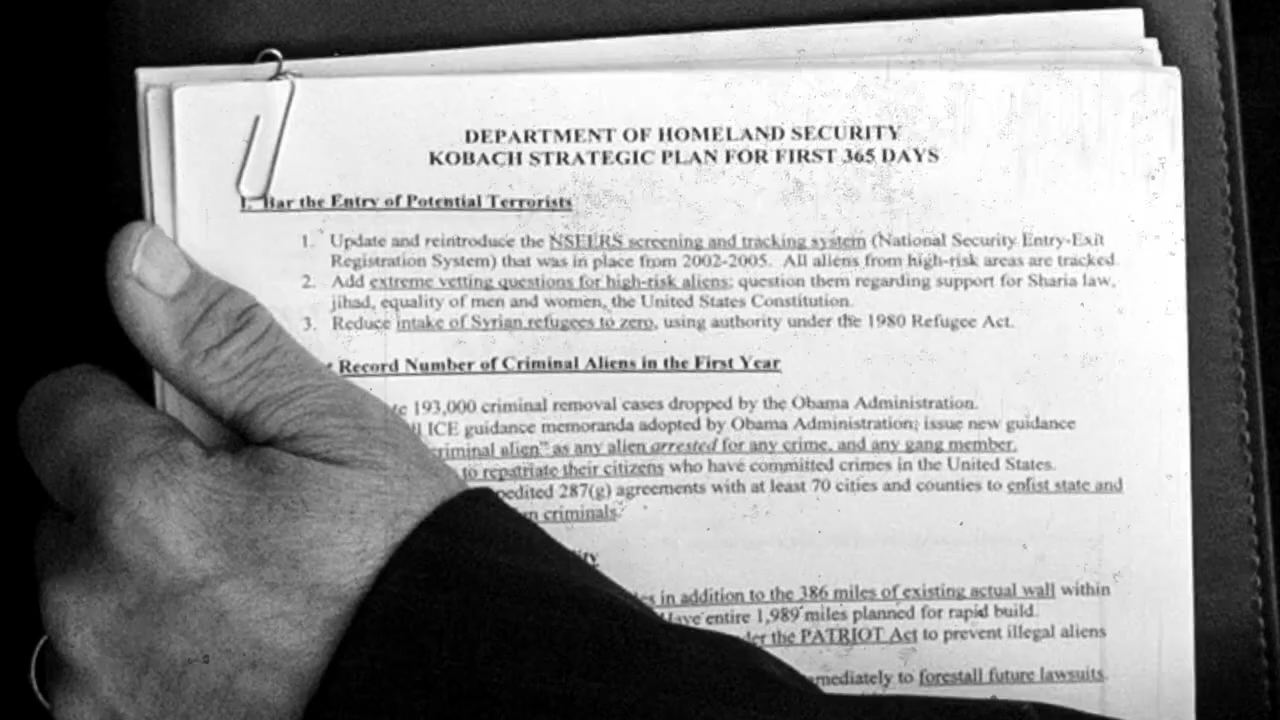 DEPARTMENT OF HOMELAND SECURITY
KOBACH STRATEGIC PLAN FOR FIRST 365 DAYS
I. Bar the Entry of Potential Terrorists
1. Update and reintroduce the NSEERS screening and tracking system (National Security Entry-Exit
Registration System) that was in place from 2002-2005. All aliens from high-risk areas are tracked.
2. Add extreme vetting questions for high-risk aliens; question them regarding support for Sharia law,
jihad, equality of men and women, the United States Constitution.
3. Reduce intake of Syrian refugees to zero, using authority under the 1980 Refugee Act.
Record Number of Criminal Aliens in the First Year
193,000 criminal removal cases dropped by the Obama Administration.
ICE guidance memoranda adopted by Obama Administration; issue new guidance
riminal alien" as any alien arrested for any crime, and any gang member.
to repatriate their citizens who have committed crimes in the United States.
pedited 287(g) agreements with at least 70 cities and counties to enlist state and
criminals.
in addition to the 386 miles of existing actual wall within
Have entire 1,989 miles planned for rapid build.
the PATRIOT Act to prevent illegal aliens
mediately to forestall future lawsuits.